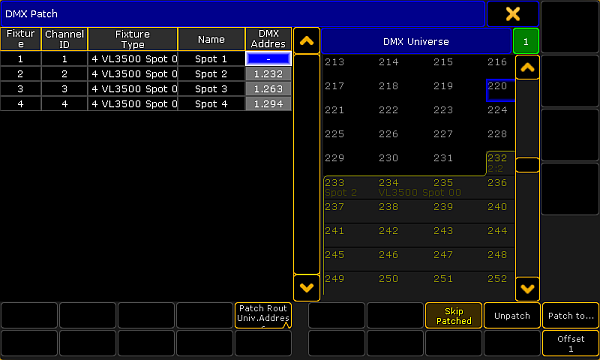 DMX Patch
Fixtur e Channel ID Fixture Type Name DMX Addres
1 1 4 VL3500 Spot 0 Spot 1 -
2 2 4 VL3500 Spot 0 Spot 2 1.232
3 3 4 VL3500 Spot 0 Spot 3 1.263
4 4 4 VL3500 Spot 0 Spot 4 1.294
DMX Universe 1
213 214 215 216
217 218 219 220
221 222 223 224
225 226 227 228
229 230 231 232
2:2
233 234 235 236
Spot 2 VL3500 Spot 00
237 238 239 240
241 242 243 244
245 246 247 248
249 250 251 252
Patch Rout
Univ.Addres
Skip
Patched
Unpatch
Patch to...
Offset
1